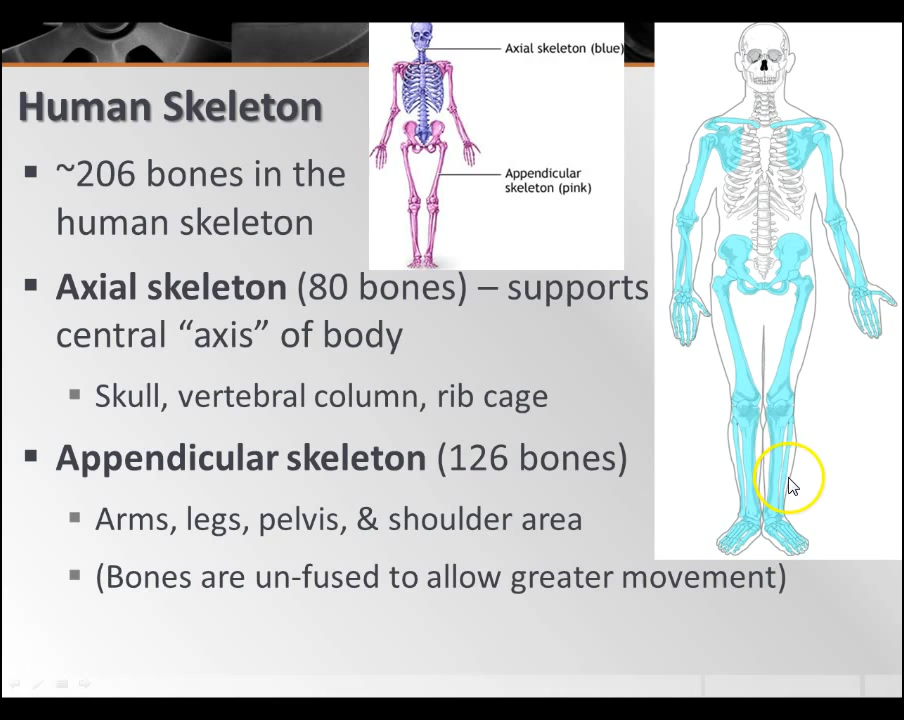 Human Skeleton
Axial skeleton (blue)
Appendicular
skeleton (pink)
~206 bones in the
human skeleton
Axial skeleton (80 bones) – supports
central “axis” of body
Skull, vertebral column, rib cage
Appendicular skeleton (126 bones)
Arms, legs, pelvis, & shoulder area
(Bones are un-fused to allow greater movement)